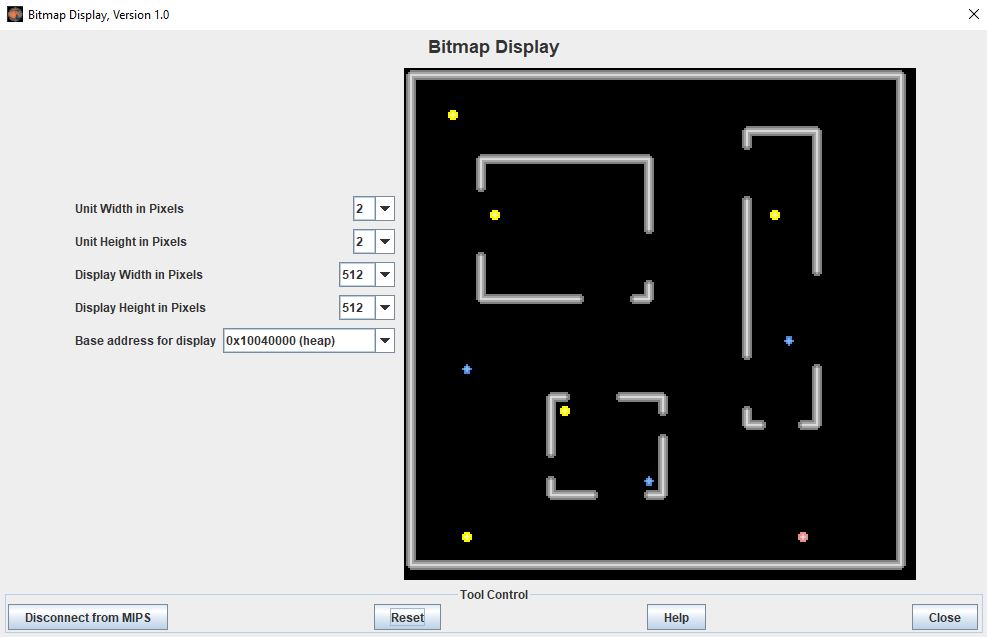 Bitmap Display, Version 1.0
Bitmap Display
Unit Width in Pixels 2
Unit Height in Pixels 2
Display Width in Pixels 512
Display Height in Pixels 512
Base address for display 0x10040000 (heap)
Tool Control
Disconnect from MIPS Reset Help Close